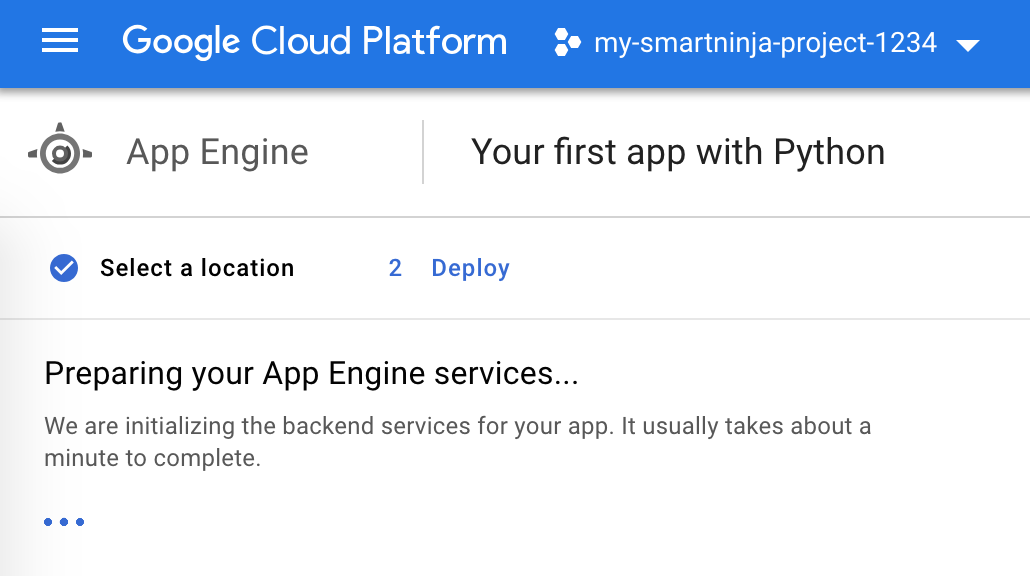 Google Cloud Platform my-smartninja-project-1234
App Engine Your first app with Python
Select a location 2 Deploy
Preparing your App Engine services...
We are initializing the backend services for your app. It usually takes about a
minute to complete.